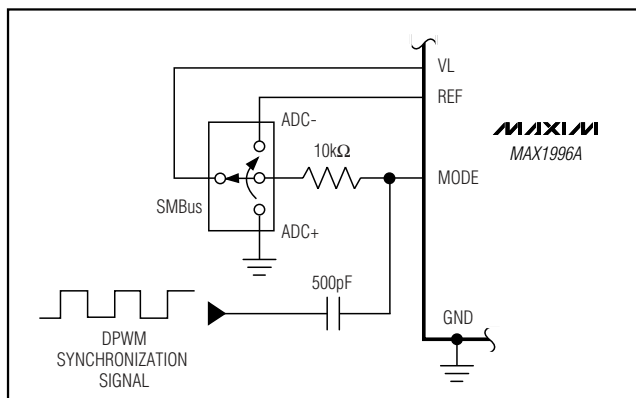 VL
REF
ADC-
MAXIM
MAX1996A
10kΩ
MODE
SMBus
ADC+
500pF
GND
DPWM
SYNCHRONIZATION
SIGNAL